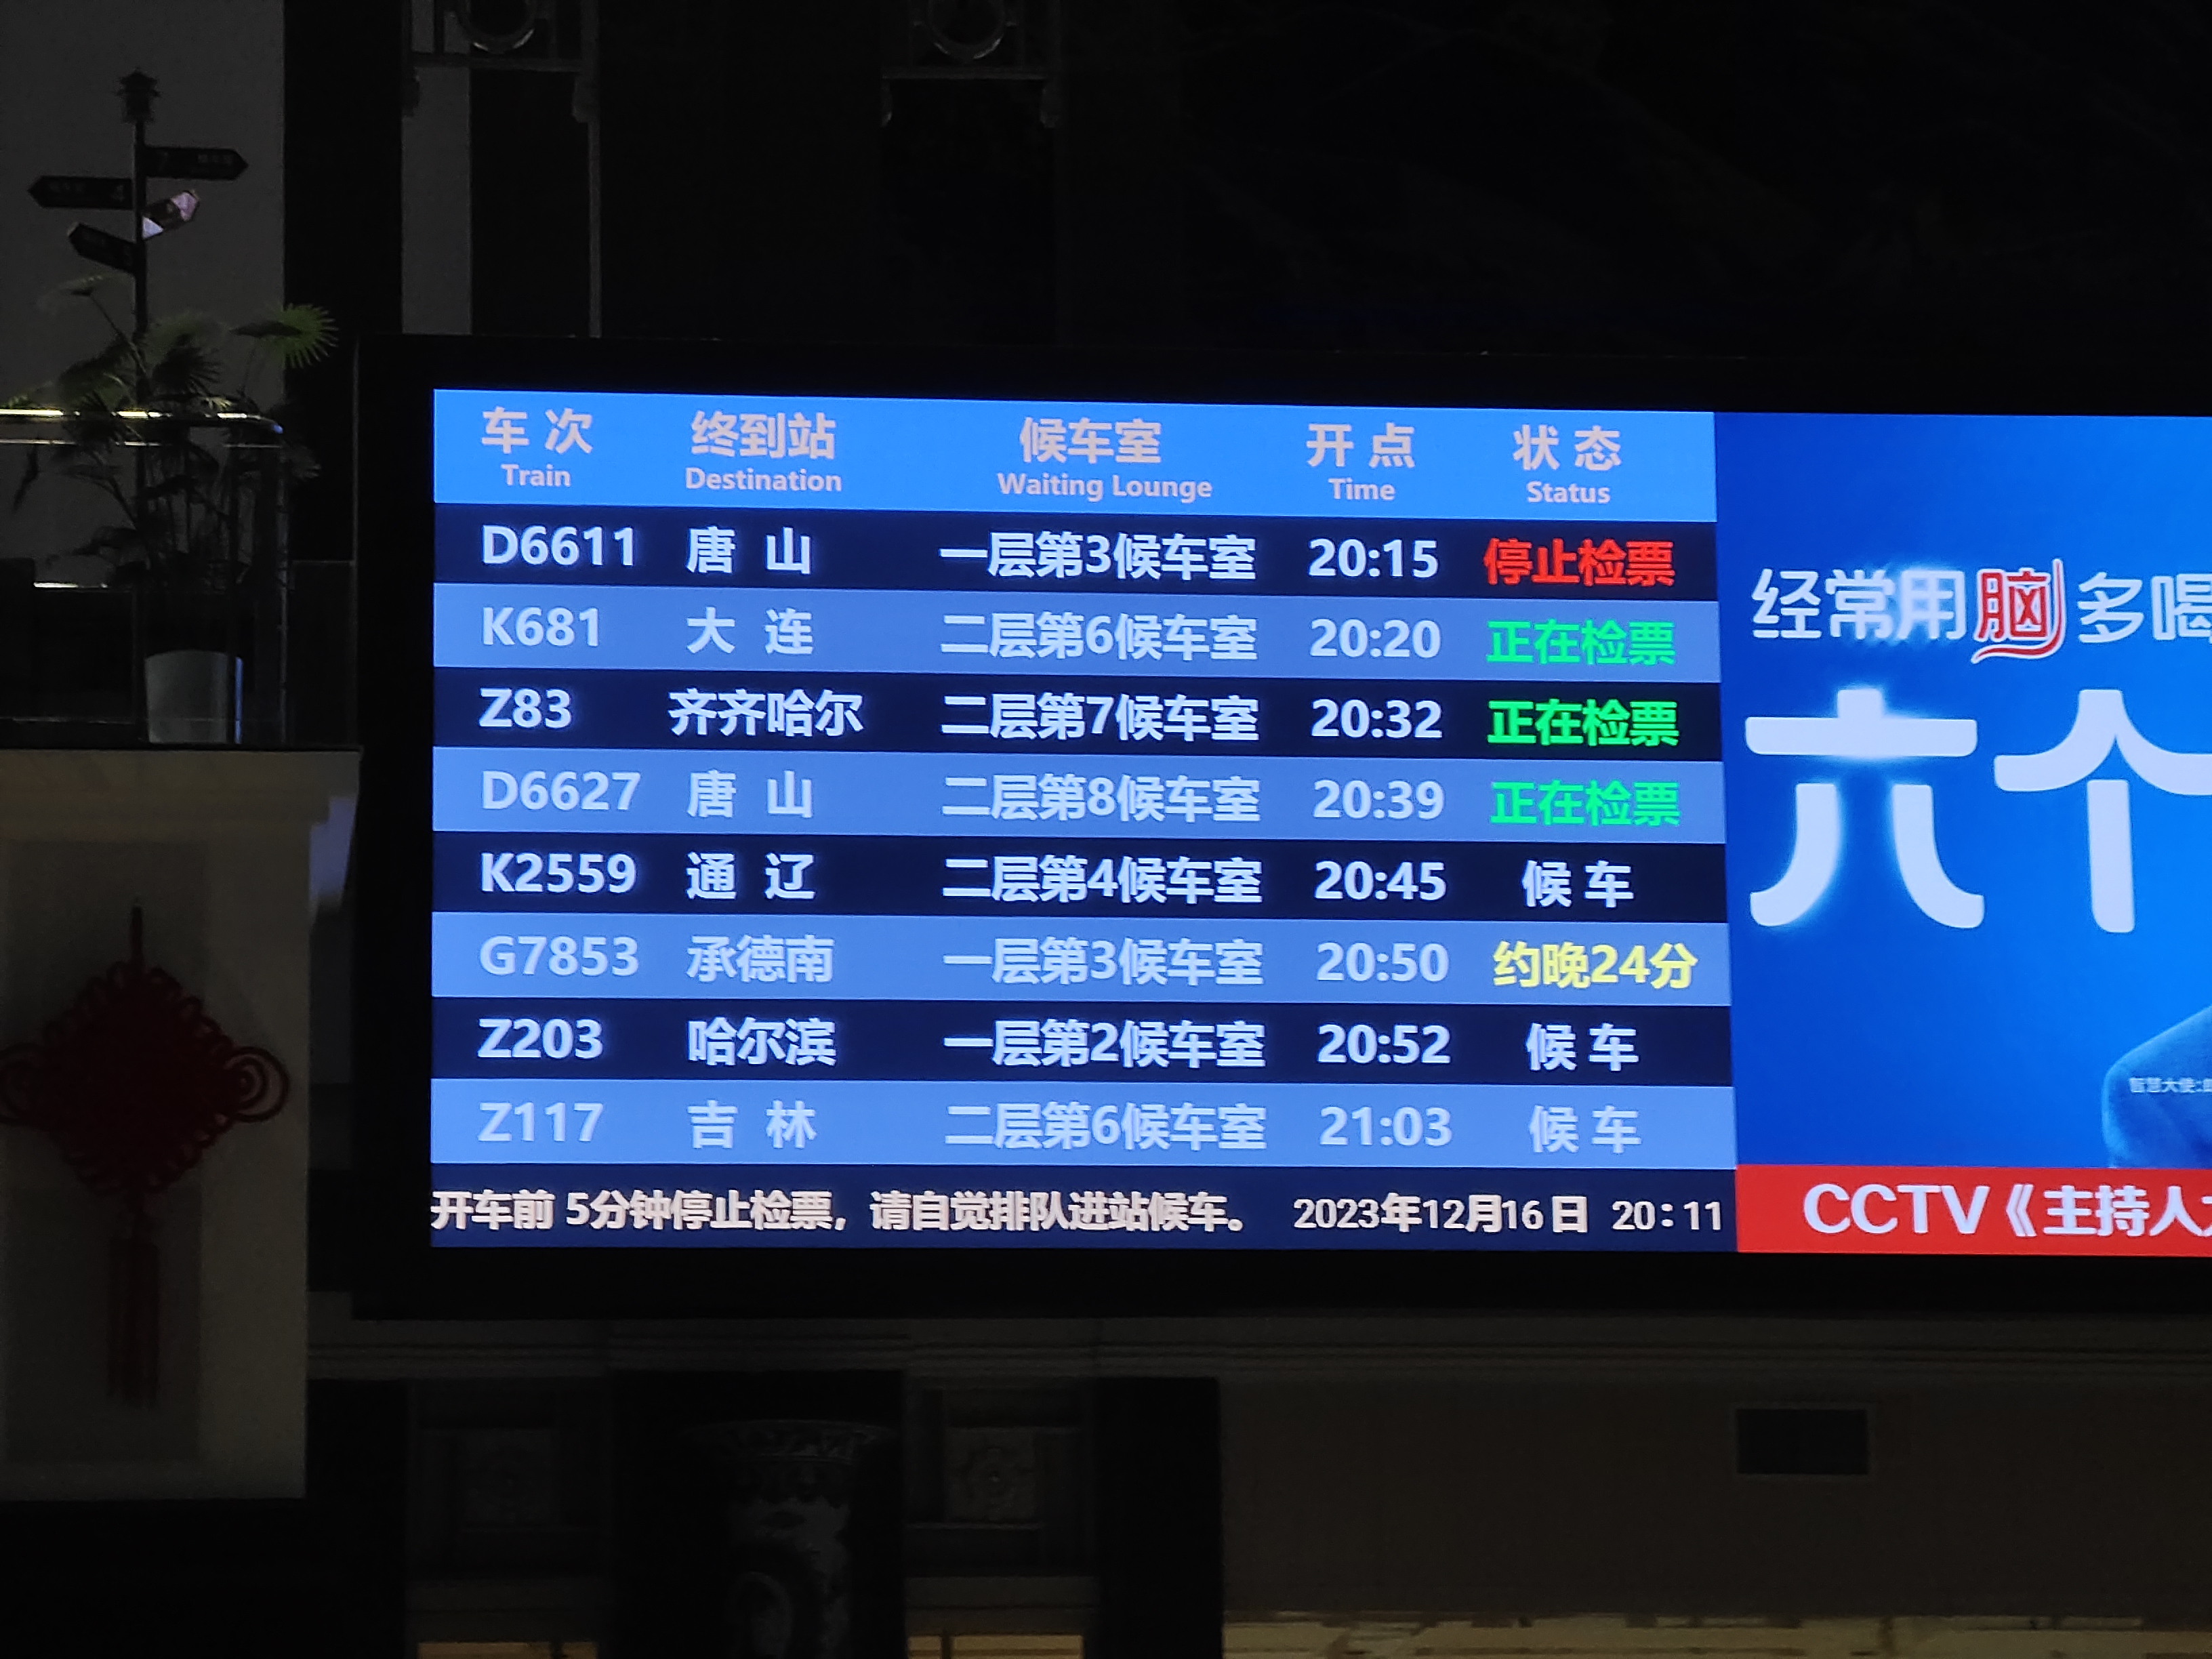 车次 终到站 候车室 开点 状态
Train Destination Waiting Lounge Time Status
D6611 唐山 一层第3候车室 20:15 停止检票
K681 大连 二层第6候车室 20:20 正在检票
Z83 齐齐哈尔 二层第7候车室 20:32 正在检票
D6627 唐山 二层第8候车室 20:39 正在检票
K2559 通辽 二层第4候车室 20:45 候车
G7853 承德南 一层第3候车室 20:50 约晚24分
Z203 哈尔滨 一层第2候车室 20:52 候车
Z117 吉林 二层第6候车室 21:03 候车
开车前 5分钟停止检票，请自觉排队进站候车。 2023年12月16日 20:11
经常用脑 多喝
六个
智慧大使:
CCTV《主持人